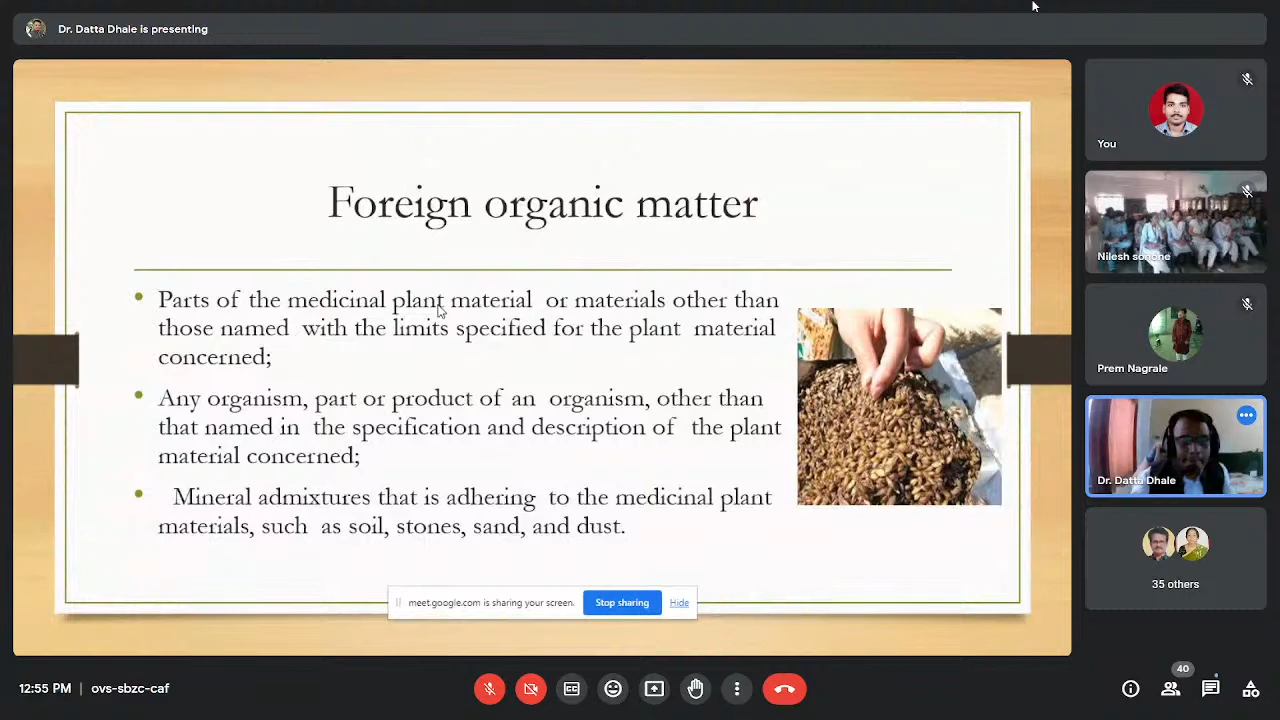 Dr. Datta Dhale is presenting
Foreign organic matter
• Parts of the medicinal plant material or materials other than
those named with the limits specified for the plant material
concerned;
• Any organism, part or product of an organism, other than
that named in the specification and description of the plant
material concerned;
• Mineral admixtures that is adhering to the medicinal plant
materials, such as soil, stones, sand, and dust.
meet.google.com is sharing your screen. Stop sharing Hide
You
Nilesh sonone
Prem Nagrale
Dr. Datta Dhale
35 others
12:55 PM | ovs-sbzc-caf
CC
40